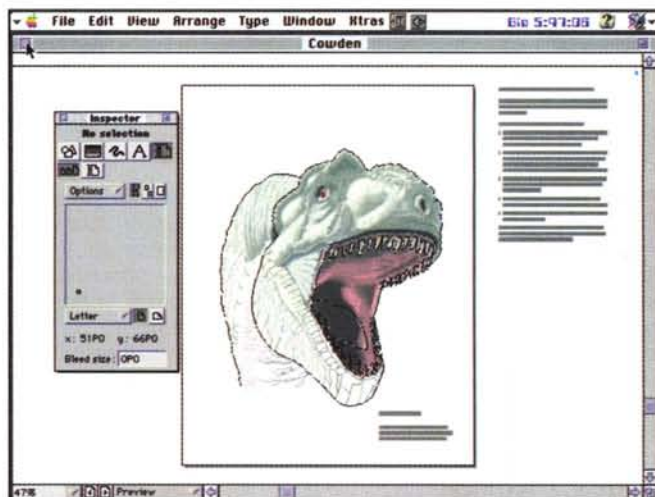 File Edit View Arrange Type Window Xtras
Cowden
Inspector
No selection
A
Options
Letter
x: 51P0 y: 66P0
Bleed size: 0P0
47% Preview